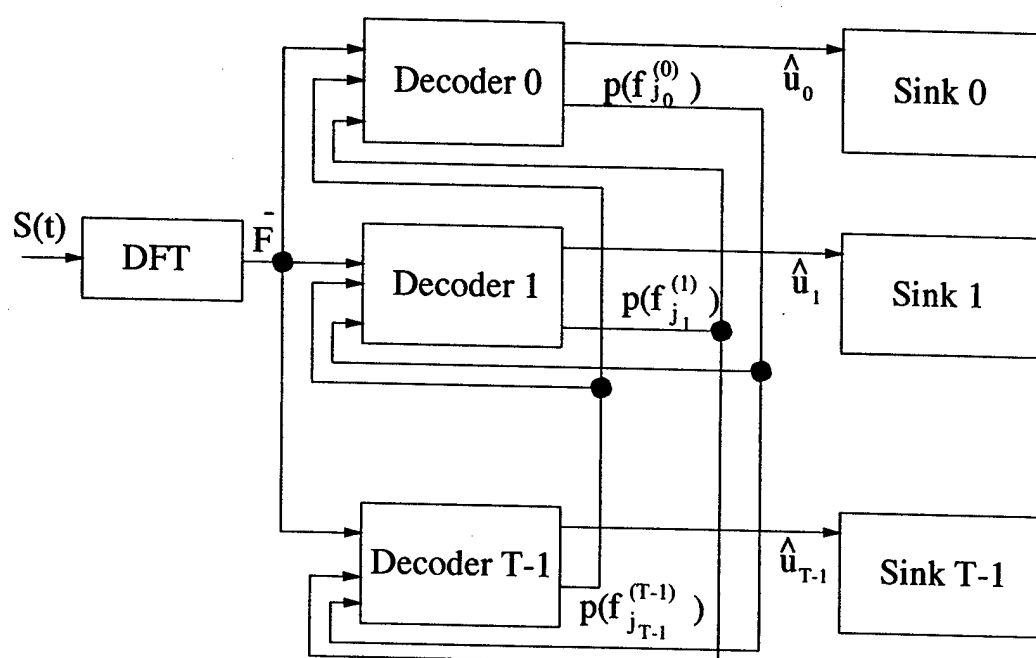 Decoder 0
p(f_{j_0}^{(0)})
û_0
Sink 0
S(t)
DFT
F̄
Decoder 1
p(f_{j_1}^{(1)})
û_1
Sink 1
Decoder T-1
p(f_{j_{T-1}}^{(T-1)})
û_{T-1}
Sink T-1